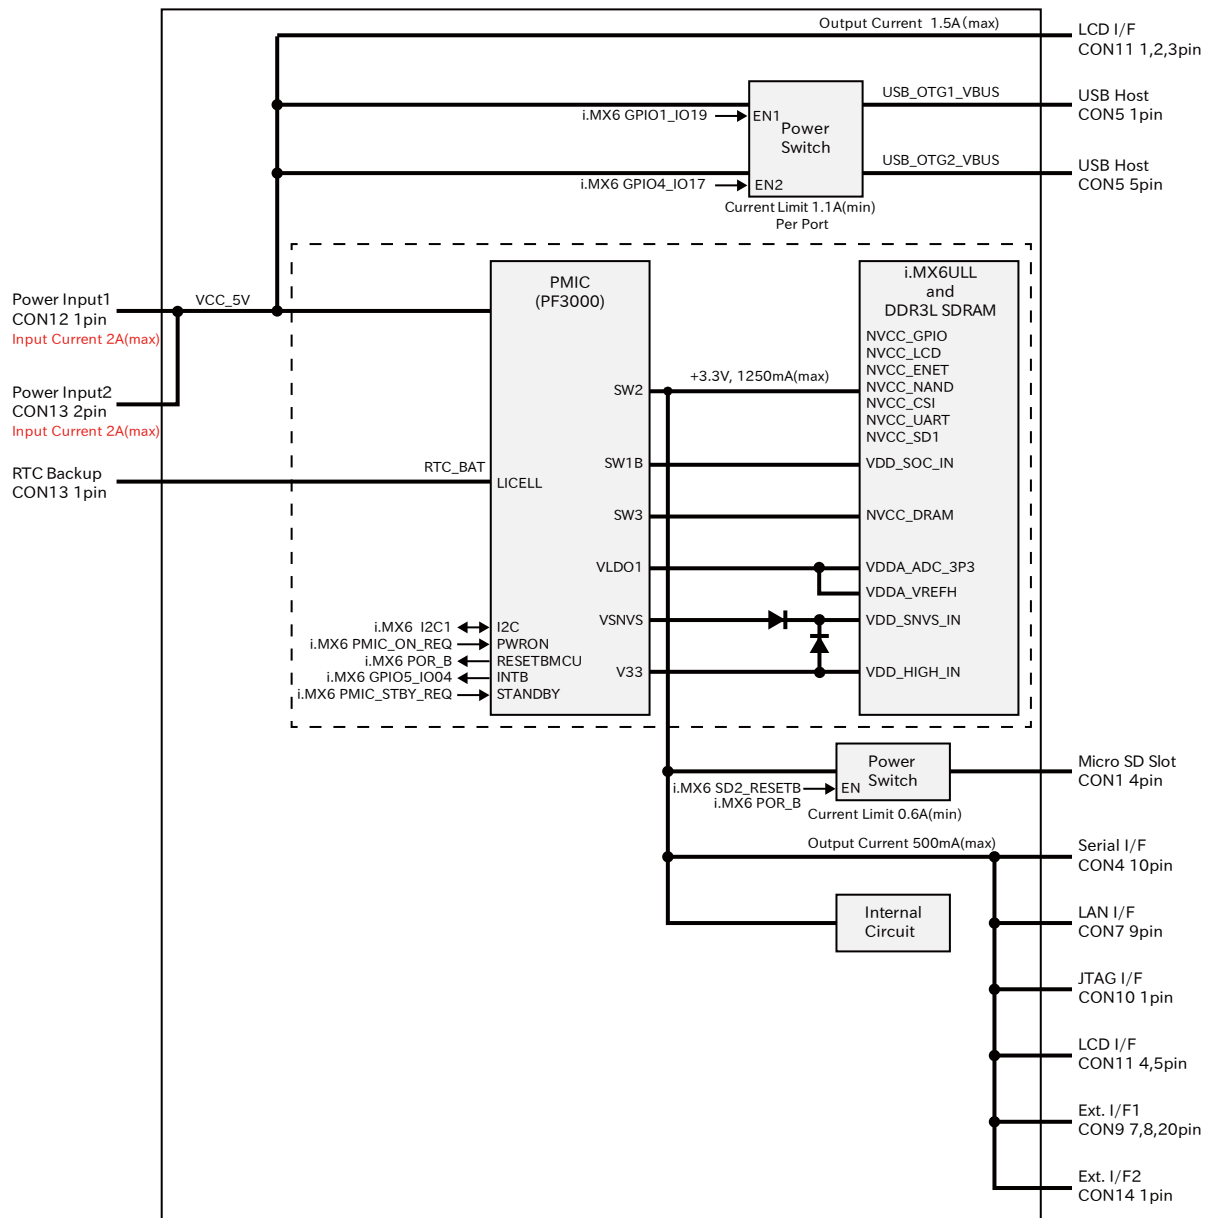 Output Current 1.5A(max)
LCD I/F
CON11 1,2,3pin
USB_OTG1_VBUS
USB Host
CON5 1pin
i.MX6 GPIO1_IO19
EN1
Power
Switch
USB_OTG2_VBUS
USB Host
CON5 5pin
i.MX6 GPIO4_IO17
EN2
Current Limit 1.1A(min)
Per Port
PMIC
(PF3000)
i.MX6ULL
and
DDR3L SDRAM
Power Input1
CON12 1pin
Input Current 2A(max)
VCC_5V
NVCC_GPIO
NVCC_LCD
NVCC_ENET
NVCC_NAND
NVCC_CSI
NVCC_UART
NVCC_SD1
SW2
+3.3V, 1250mA(max)
Power Input2
CON13 2pin
Input Current 2A(max)
RTC Backup
CON13 1pin
RTC_BAT
LICELL
SW1B
VDD_SOC_IN
SW3
NVCC_DRAM
VLDO1
VDDA_ADC_3P3
VDDA_VREFH
VSNVS
VDD_SNVS_IN
V33
VDD_HIGH_IN
i.MX6 I2C1
I2C
i.MX6 PMIC_ON_REQ
PWRON
i.MX6 POR_B
RESETBMCU
i.MX6 GPIO5_IO04
INTB
i.MX6 PMIC_STBY_REQ
STANDBY
Power
Switch
Micro SD Slot
CON1 4pin
i.MX6 SD2_RESETB
EN
i.MX6 POR_B
Current Limit 0.6A(min)
Output Current 500mA(max)
Serial I/F
CON4 10pin
Internal
Circuit
LAN I/F
CON7 9pin
JTAG I/F
CON10 1pin
LCD I/F
CON11 4,5pin
Ext. I/F1
CON9 7,8,20pin
Ext. I/F2
CON14 1pin